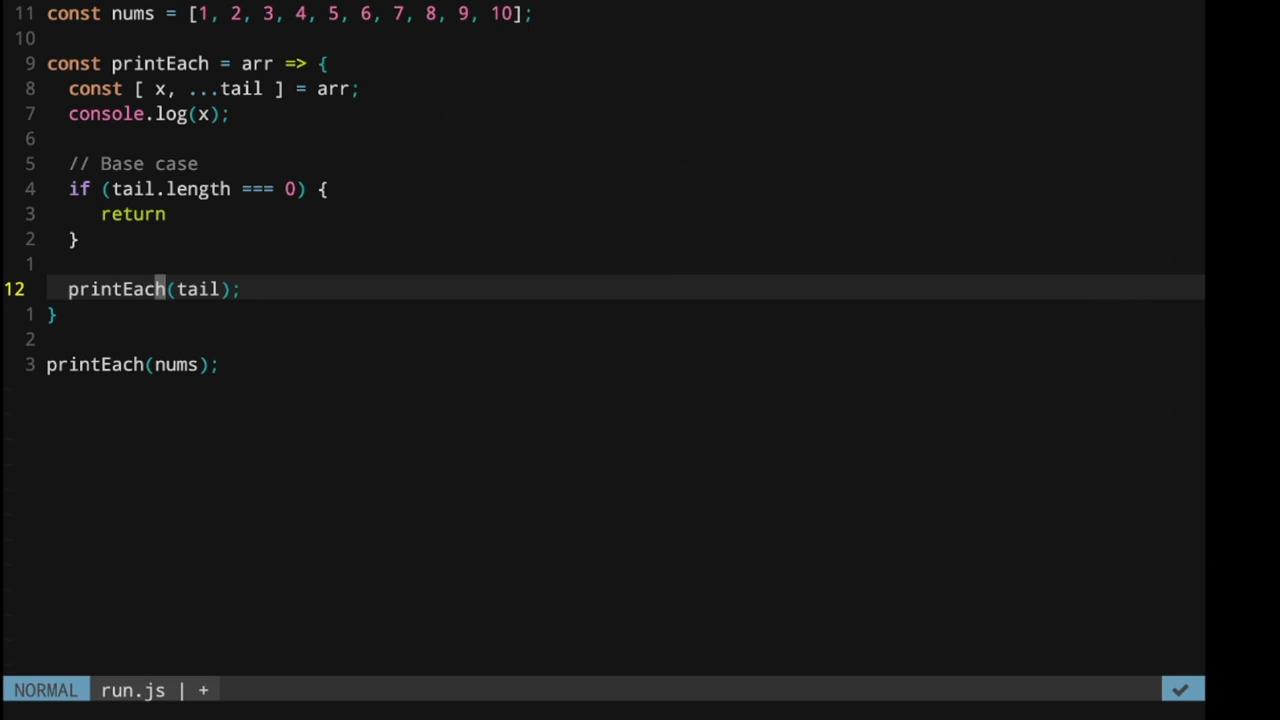 11 const nums = [1, 2, 3, 4, 5, 6, 7, 8, 9, 10];
10
9 const printEach = arr => {
8 const [ x, ...tail ] = arr;
7 console.log(x);
6
5 // Base case
4 if (tail.length === 0) {
3 return
2 }
1
12 printEach(tail);
1 }
2
3 printEach(nums);
NORMAL run.js | + ✓